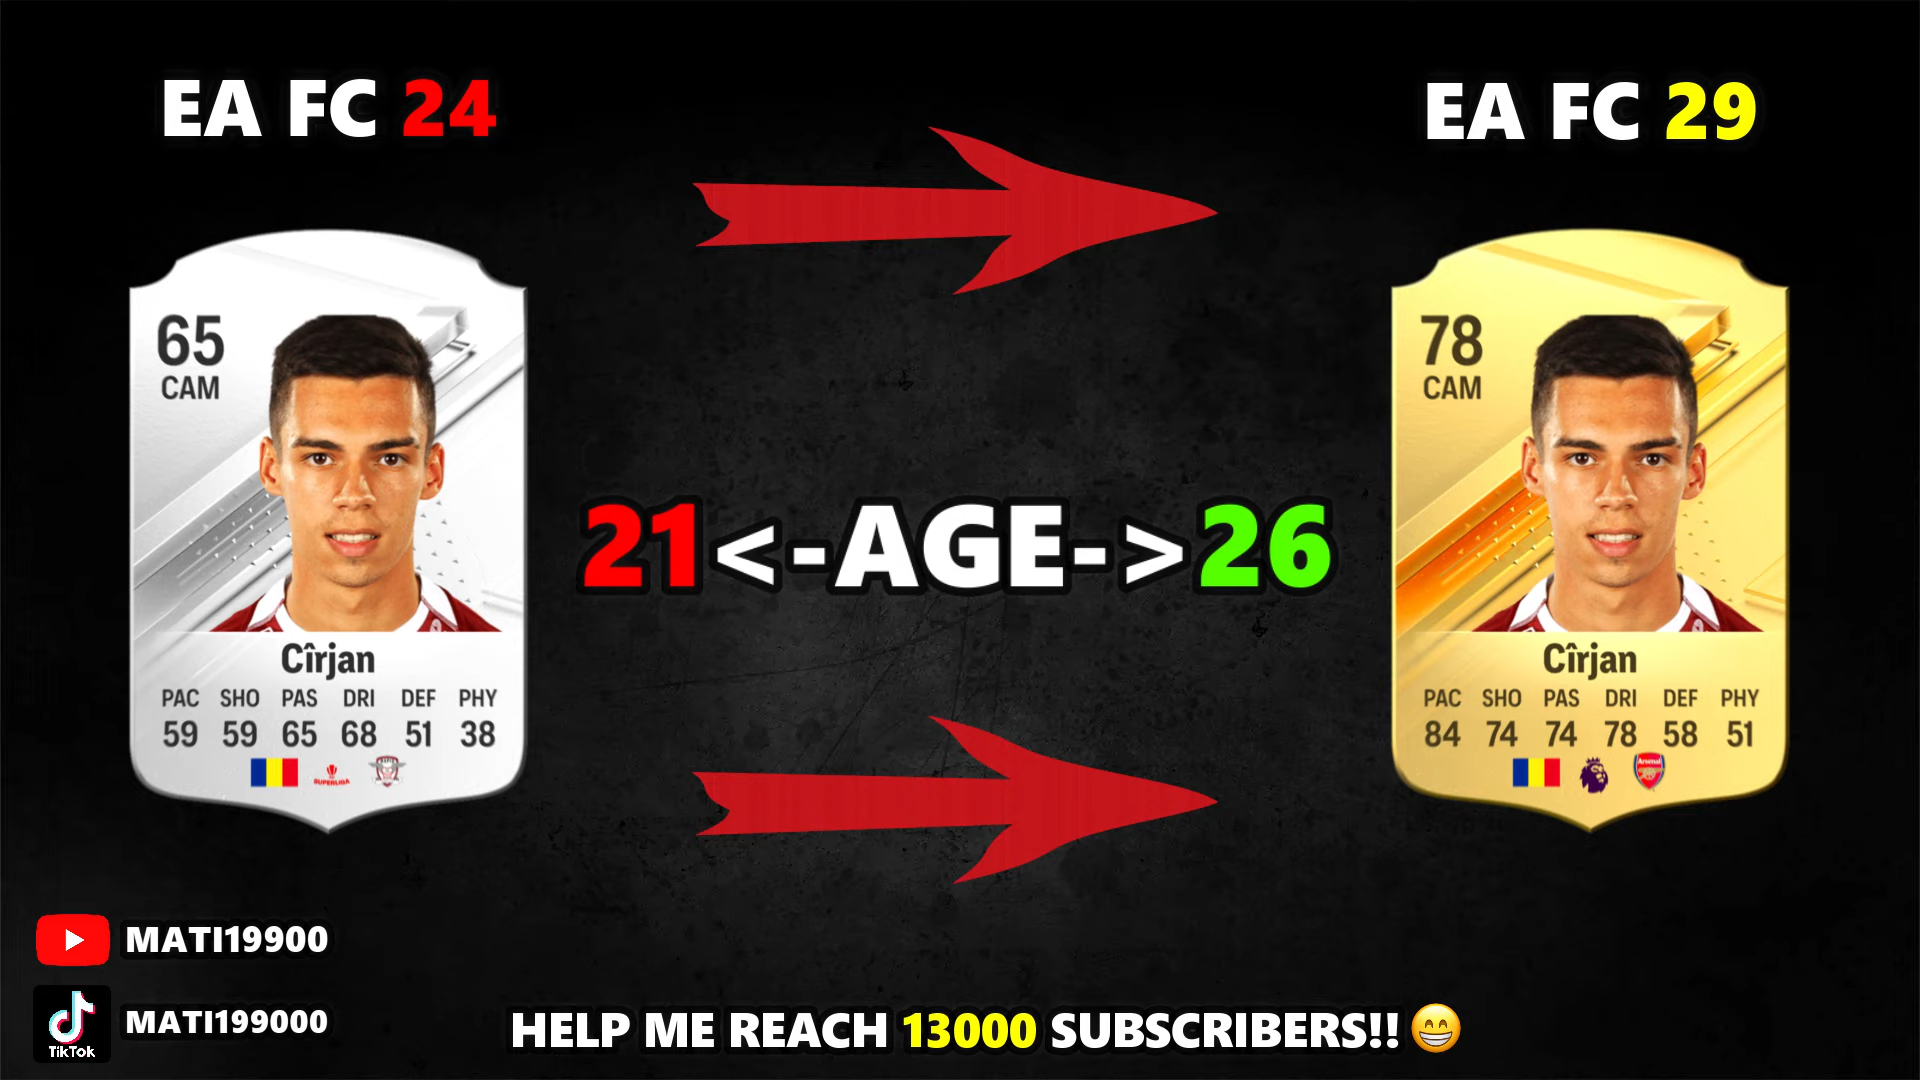 EA FC 24
EA FC 29
65
CAM
Cîrjan
PAC SHO PAS DRI DEF PHY
59 59 65 68 51 38
SUPERLIGA
21<-AGE->26
78
CAM
Cîrjan
PAC SHO PAS DRI DEF PHY
84 74 74 78 58 51
Arsenal
MATI19900
TikTok
MATI199000
HELP ME REACH 13000 SUBSCRIBERS!! 😁